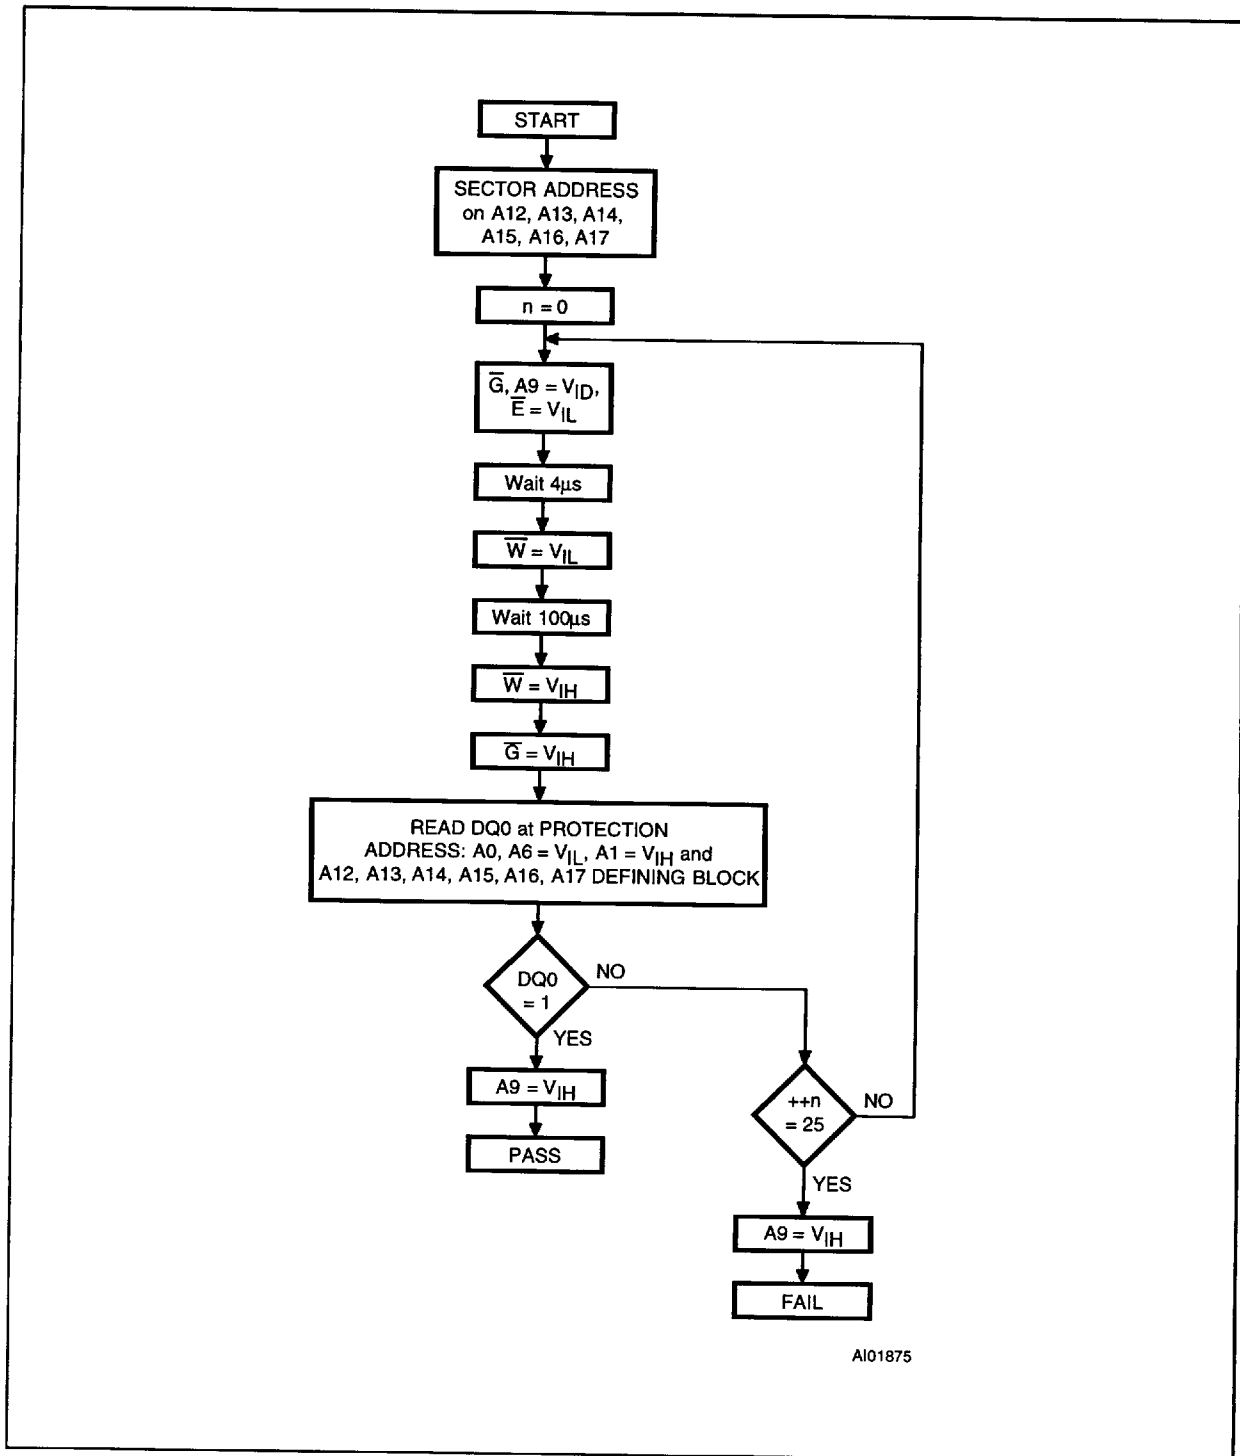 START
SECTOR ADDRESS
on A12, A13, A14,
A15, A16, A17
n = 0
G̅, A9 = VID,
E̅ = VIL
Wait 4µs
W̅ = VIL
Wait 100µs
W̅ = VIH
G̅ = VIH
READ DQ0 at PROTECTION
ADDRESS: A0, A6 = VIL, A1 = VIH and
A12, A13, A14, A15, A16, A17 DEFINING BLOCK
DQ0
= 1
NO
YES
A9 = VIH
PASS
++n
= 25
NO
YES
A9 = VIH
FAIL
AI01875